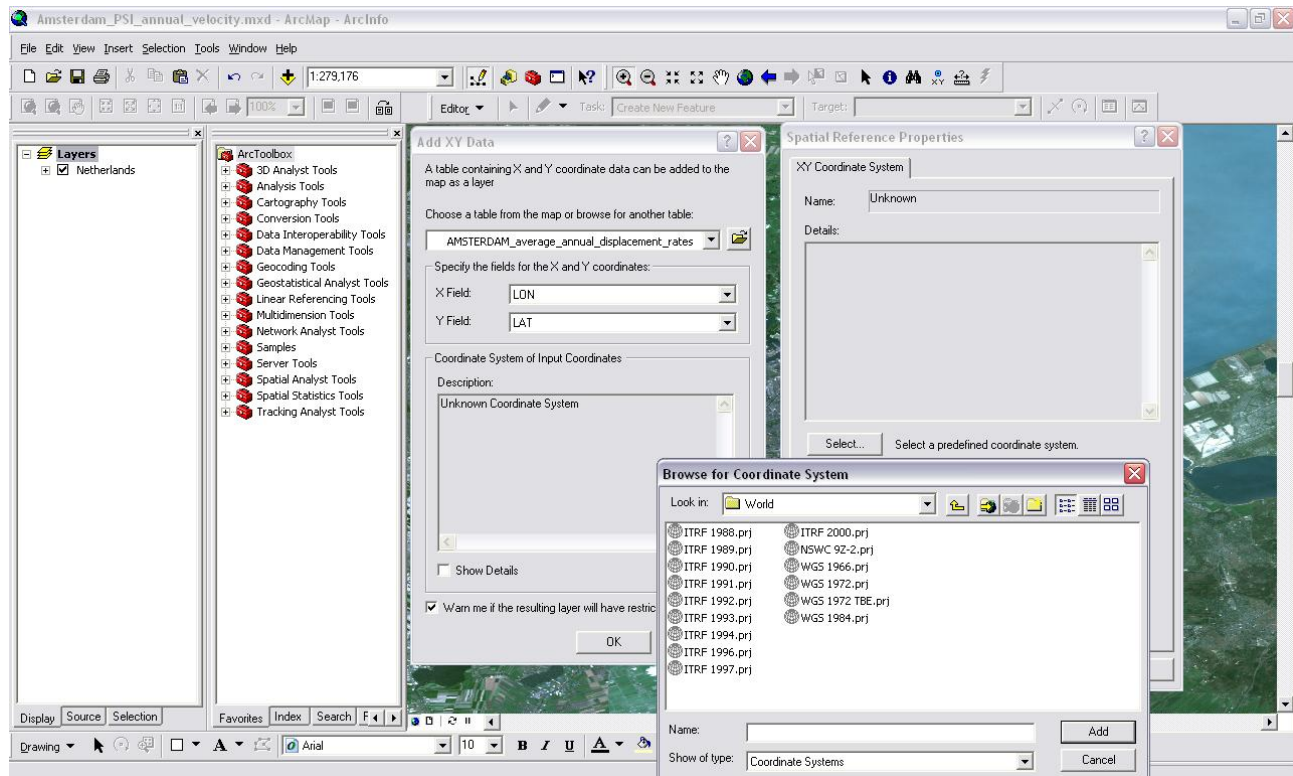 Amsterdam_PSI_annual_velocity.mxd - ArcMap - ArcInfo
File Edit View Insert Selection Tools Window Help
1:279,176
100%
Editor
Task:
Create New Feature
Target:
Layers
Netherlands
ArcToolbox
3D Analyst Tools
Analysis Tools
Cartography Tools
Conversion Tools
Data Interoperability Tools
Data Management Tools
Geocoding Tools
Geostatistical Analyst Tools
Linear Referencing Tools
Multidimension Tools
Network Analyst Tools
Samples
Server Tools
Spatial Analyst Tools
Spatial Statistics Tools
Tracking Analyst Tools
Add XY Data
A table containing X and Y coordinate data can be added to the
map as a layer
Choose a table from the map or browse for another table:
AMSTERDAM_average_annual_displacement_rates
Specify the fields for the X and Y coordinates:
X Field: LON
Y Field: LAT
Coordinate System of Input Coordinates
Description:
Unknown Coordinate System
Show Details
Warn me if the resulting layer will have restric
OK
Spatial Reference Properties
XY Coordinate System
Name: Unknown
Details:
Select... Select a predefined coordinate system.
Browse for Coordinate System
Look in: World
ITRF 1988.prj
ITRF 1989.prj
ITRF 1990.prj
ITRF 1991.prj
ITRF 1992.prj
ITRF 1993.prj
ITRF 1994.prj
ITRF 1996.prj
ITRF 1997.prj
ITRF 2000.prj
NSWC 9Z-2.prj
WGS 1966.prj
WGS 1972.prj
WGS 1972 TBE.prj
WGS 1984.prj
Name:
Add
Show of type: Coordinate Systems
Cancel
Display Source Selection
Favorites Index Search F
Drawing
A
Arial
10
B I U A